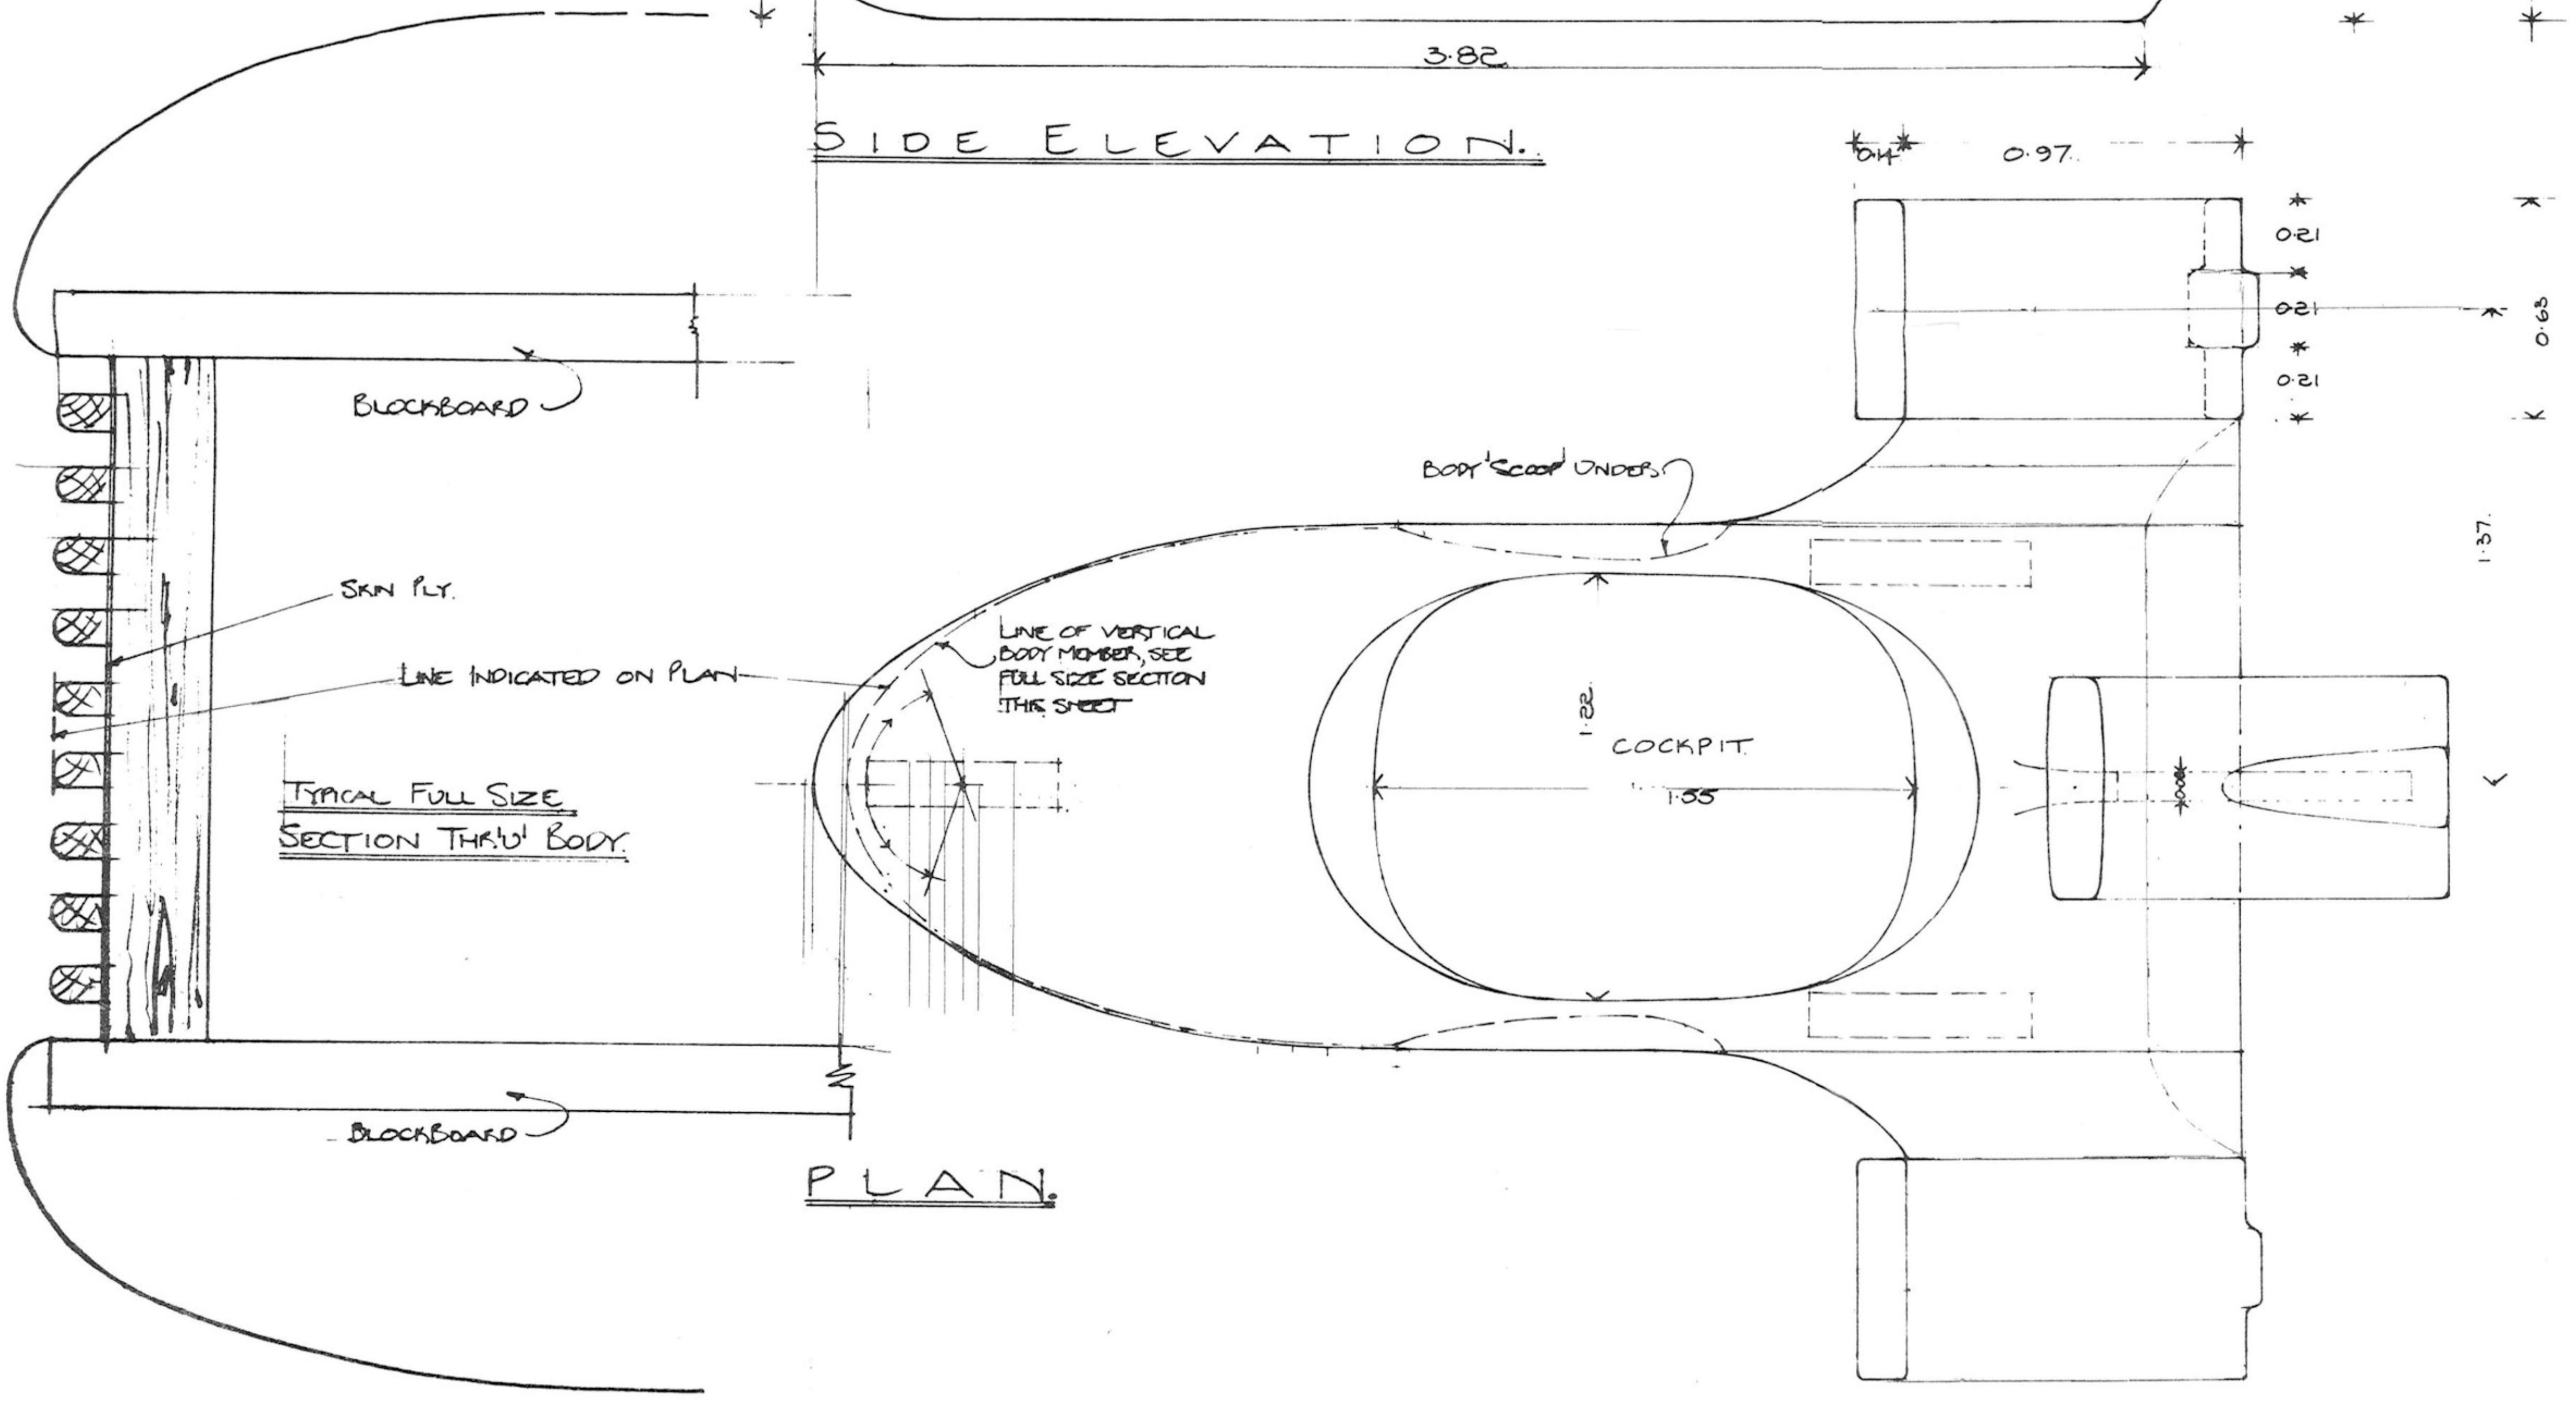 3.82
SIDE ELEVATION.
0.14
0.97.
0.21
0.21
0.21
0.63
BLOCKBOARD
BODY 'SCOOP' UNDER
1.37.
SKIN PLY.
LINE OF VERTICAL
BODY MEMBER, SEE
FULL SIZE SECTION
THIS SHEET
LINE INDICATED ON PLAN
1.22
COCKPIT.
1.55
TYPICAL FULL SIZE
SECTION THR'U' BODY.
BLOCKBOARD
PLAN.